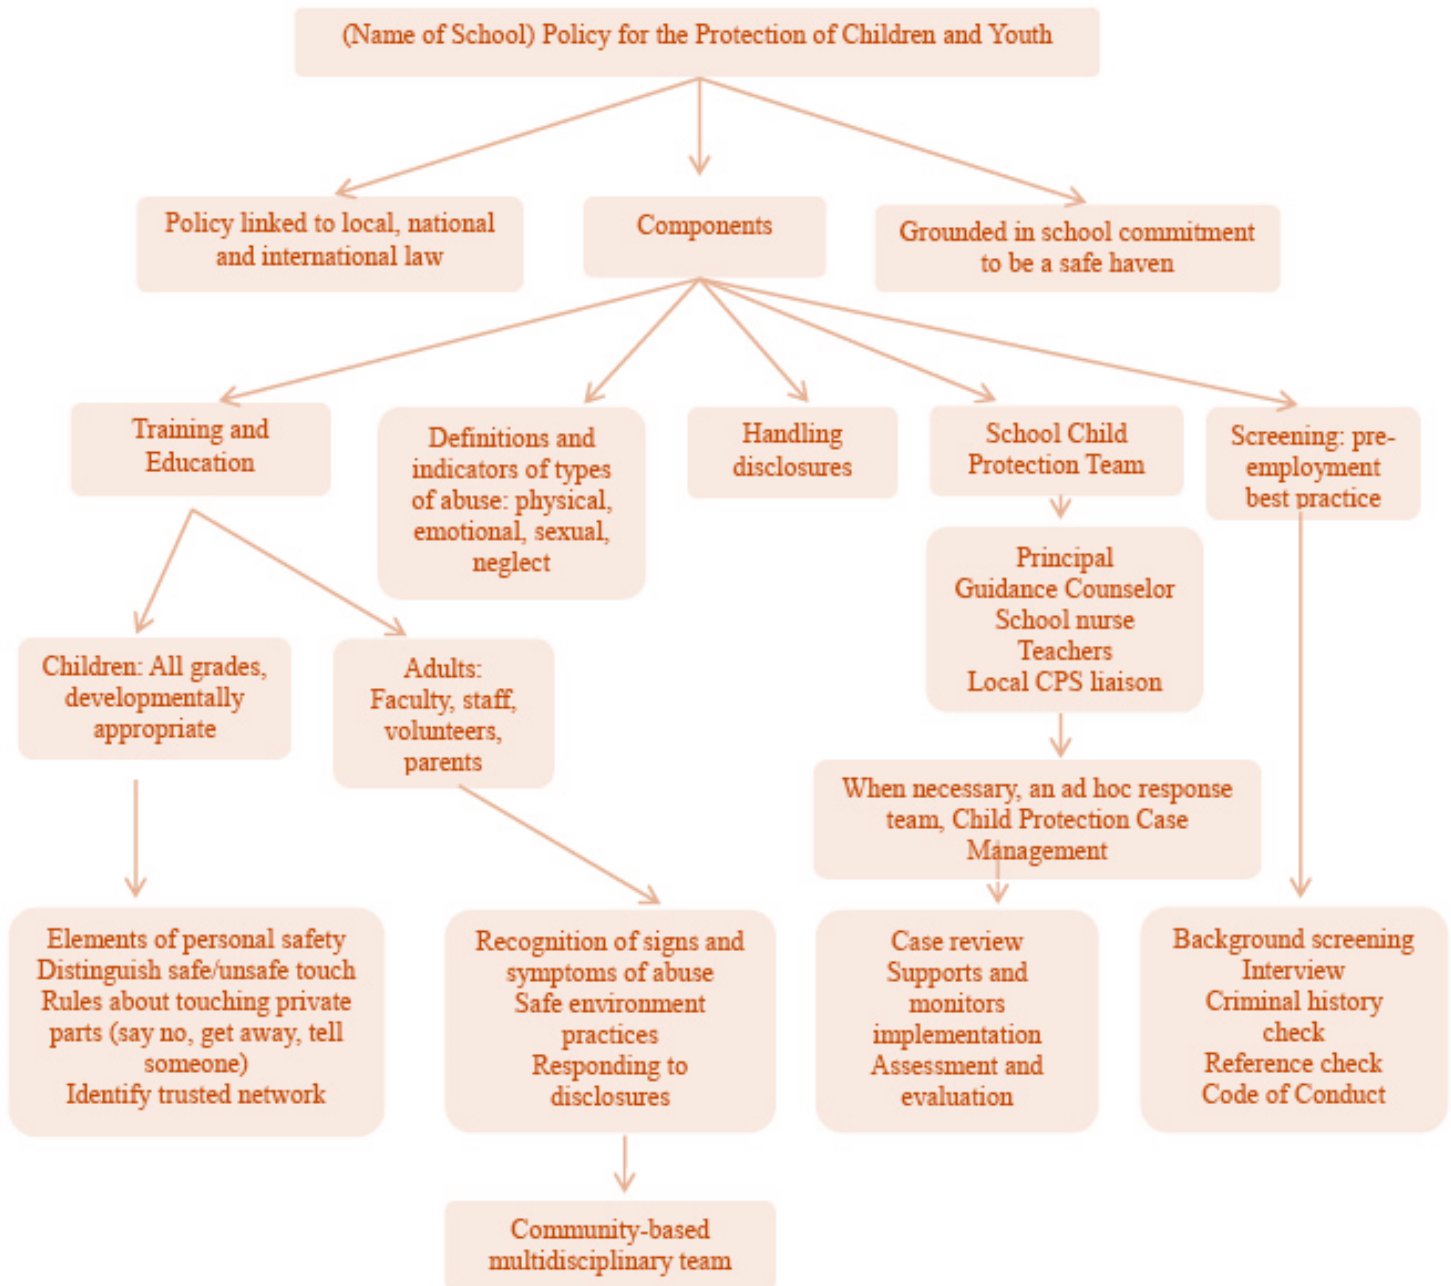 (Name of School) Policy for the Protection of Children and Youth
Policy linked to local, national
and international law
Components
Grounded in school commitment
to be a safe haven
Training and
Education
Definitions and
indicators of types
of abuse: physical,
emotional, sexual,
neglect
Handling
disclosures
School Child
Protection Team
Screening: pre-
employment
best practice
Principal
Guidance Counselor
School nurse
Teachers
Local CPS liaison
Children: All grades,
developmentally
appropriate
Adults:
Faculty, staff,
volunteers,
parents
When necessary, an ad hoc response
team, Child Protection Case
Management
Elements of personal safety
Distinguish safe/unsafe touch
Rules about touching private
parts (say no, get away, tell
someone)
Identify trusted network
Recognition of signs and
symptoms of abuse
Safe environment
practices
Responding to
disclosures
Case review
Supports and
monitors
implementation
Assessment and
evaluation
Background screening
Interview
Criminal history
check
Reference check
Code of Conduct
Community-based
multidisciplinary team